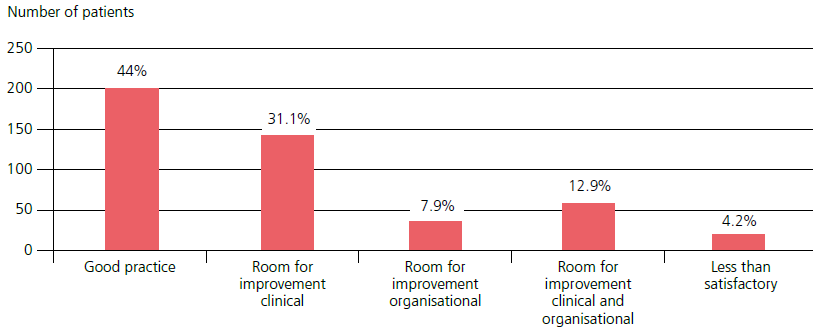 Number of patients
250
200
150
100
50
0
44%
31.1%
7.9%
12.9%
4.2%
Good practice
Room for
improvement
clinical
Room for
improvement
organisational
Room for
improvement
clinical and
organisational
Less than
satisfactory